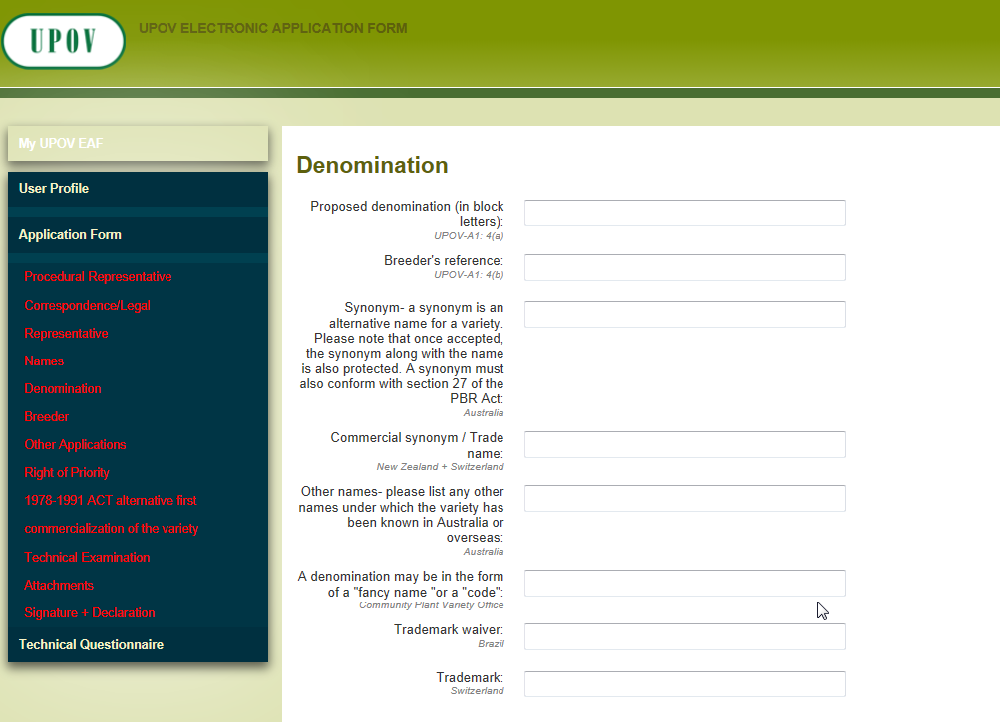 UPOV
UPOV ELECTRONIC APPLICATION FORM
My UPOV EAF
User Profile
Application Form
Procedural Representative
Correspondence/Legal
Representative
Names
Denomination
Breeder
Other Applications
Right of Priority
1978-1991 ACT alternative first
commercialization of the variety
Technical Examination
Attachments
Signature + Declaration
Technical Questionnaire
Denomination
Proposed denomination (in block
letters):
UPOV-A1: 4(a)
Breeder's reference:
UPOV-A1: 4(b)
Synonym- a synonym is an
alternative name for a variety.
Please note that once accepted,
the synonym along with the name
is also protected. A synonym must
also conform with section 27 of the
PBR Act:
Australia
Commercial synonym / Trade
name:
New Zealand + Switzerland
Other names- please list any other
names under which the variety has
been known in Australia or
overseas:
Australia
A denomination may be in the form
of a "fancy name "or a "code":
Community Plant Variety Office
Trademark waiver:
Brazil
Trademark:
Switzerland